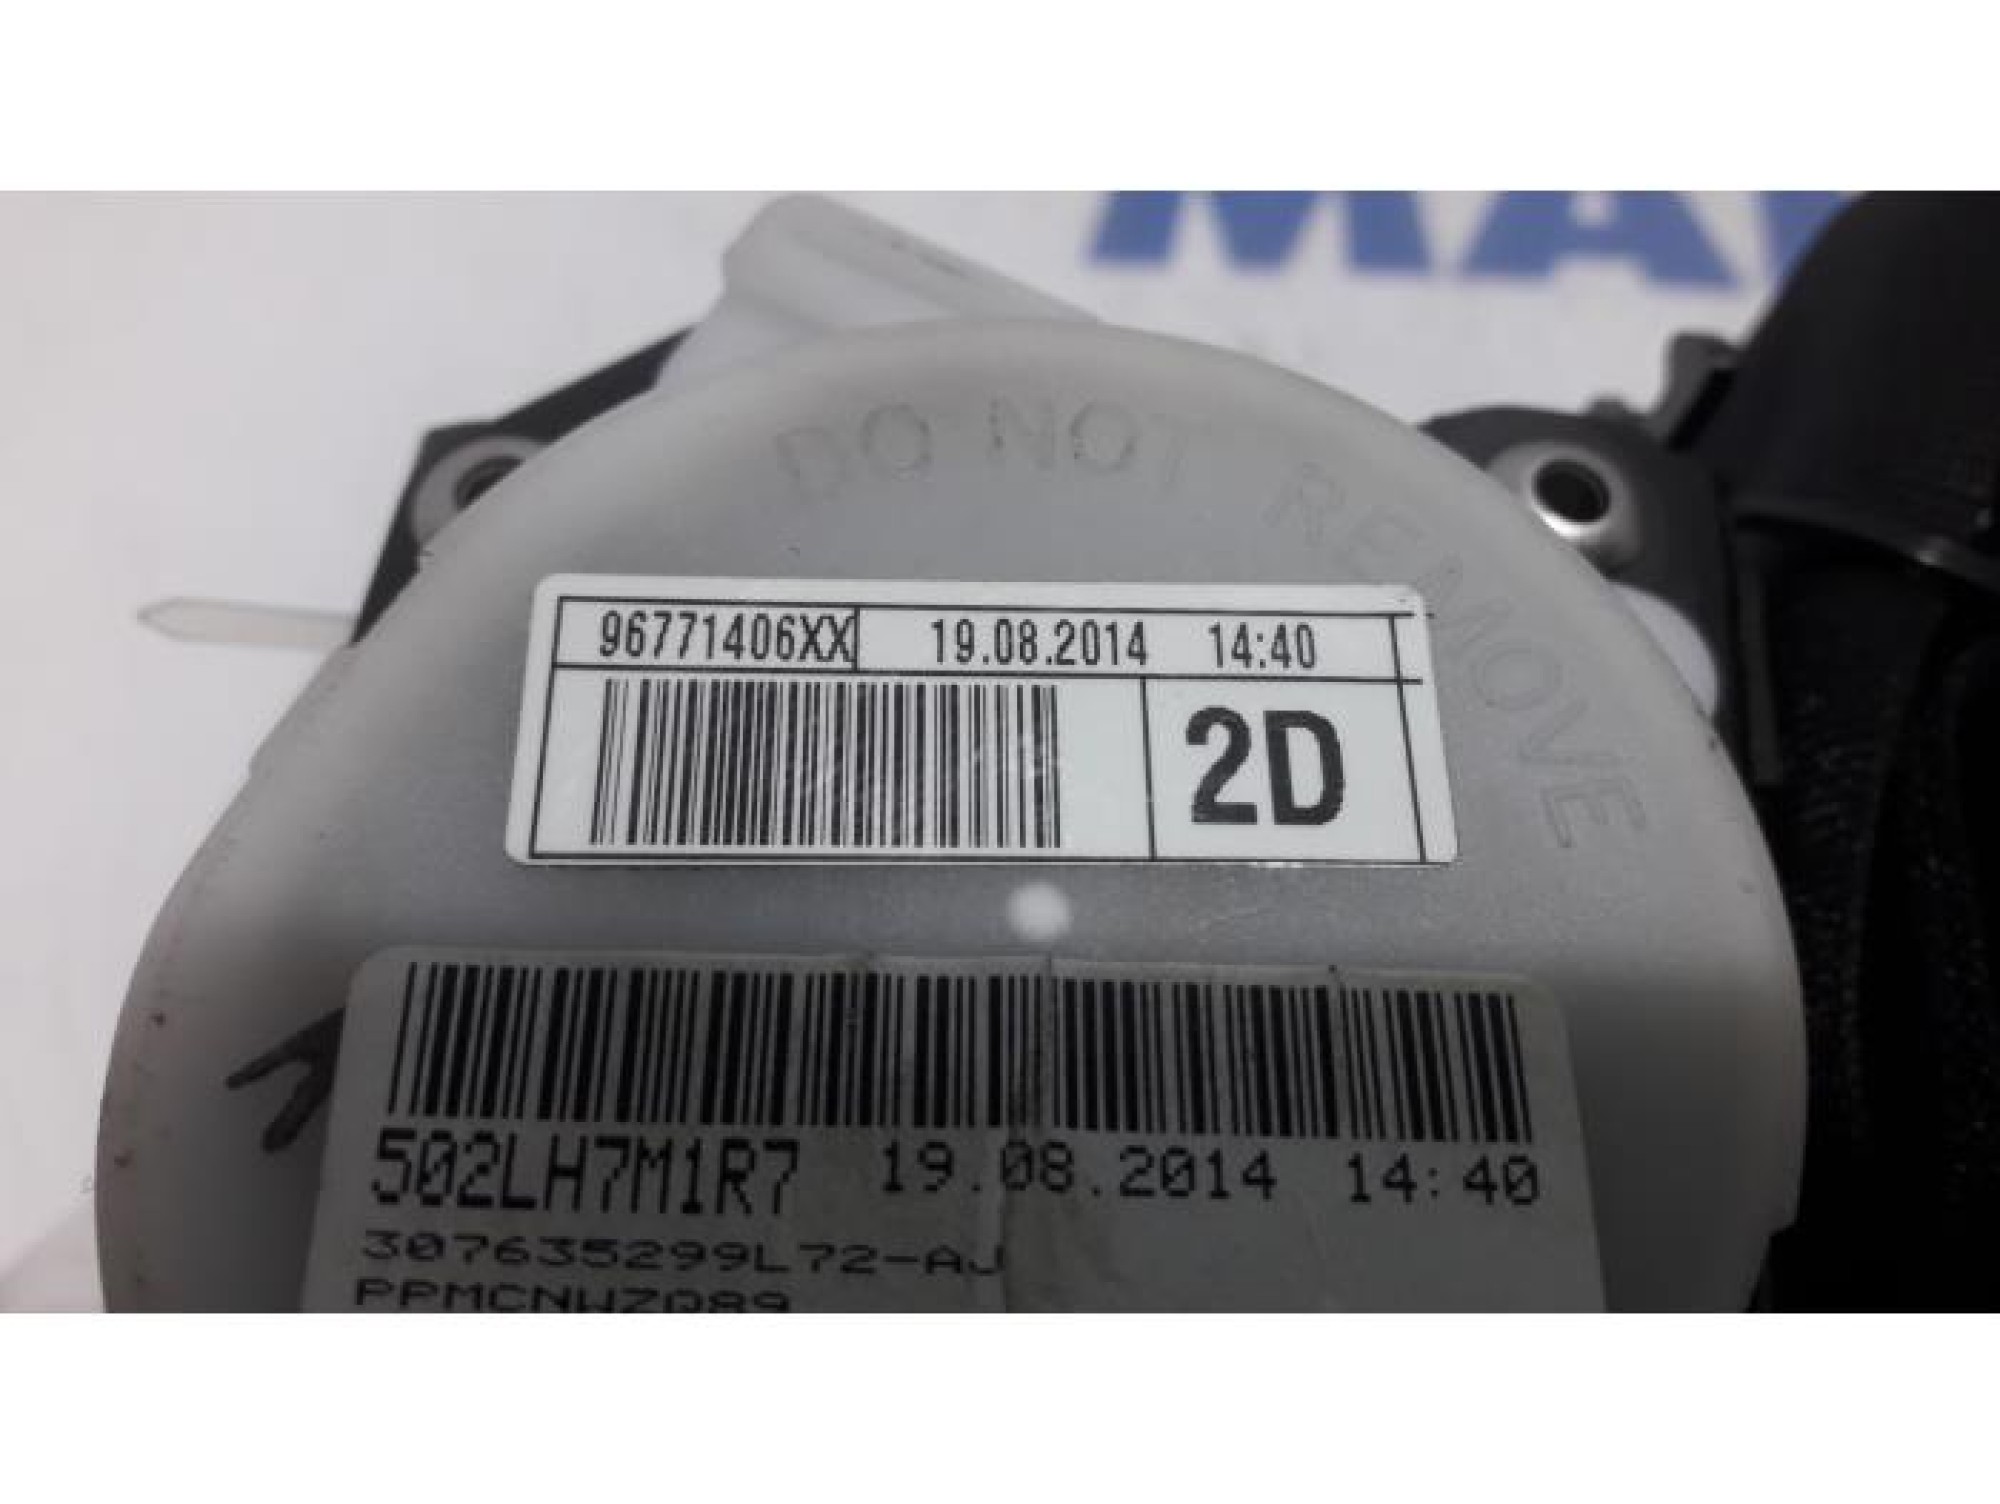 DO NOT REMOVE
96771406XX 19.08.2014 14:40
2D
502LH7M1R7 19.08.2014 14:40
307635299L72-AJ